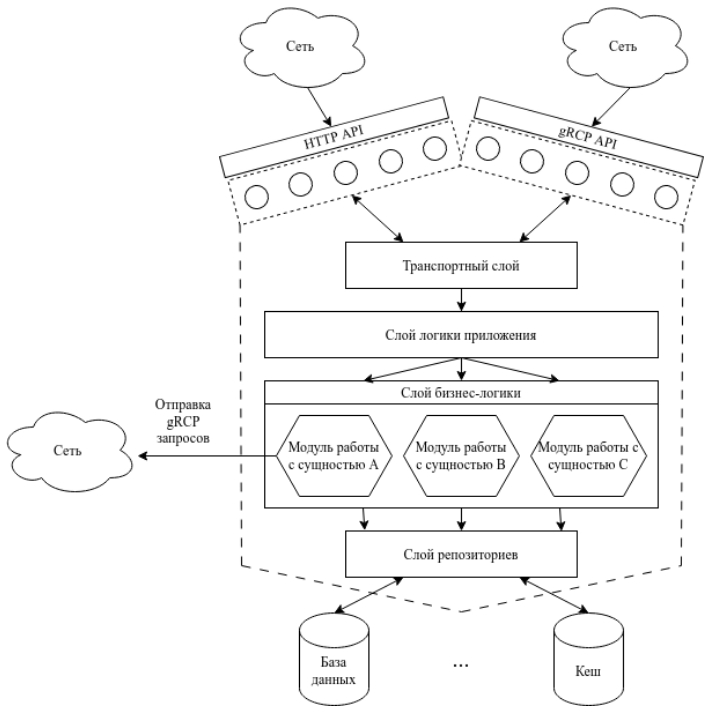 Сеть
Сеть
HTTP API
gRCP API
Транспортный слой
Слой логики приложения
Слой бизнес-логики
Отправка
gRCP
запросов
Сеть
Модуль работы
с сущностью A
Модуль работы
с сущностью B
Модуль работы с
сущностью C
Слой репозиториев
База
данных
...
Кеш